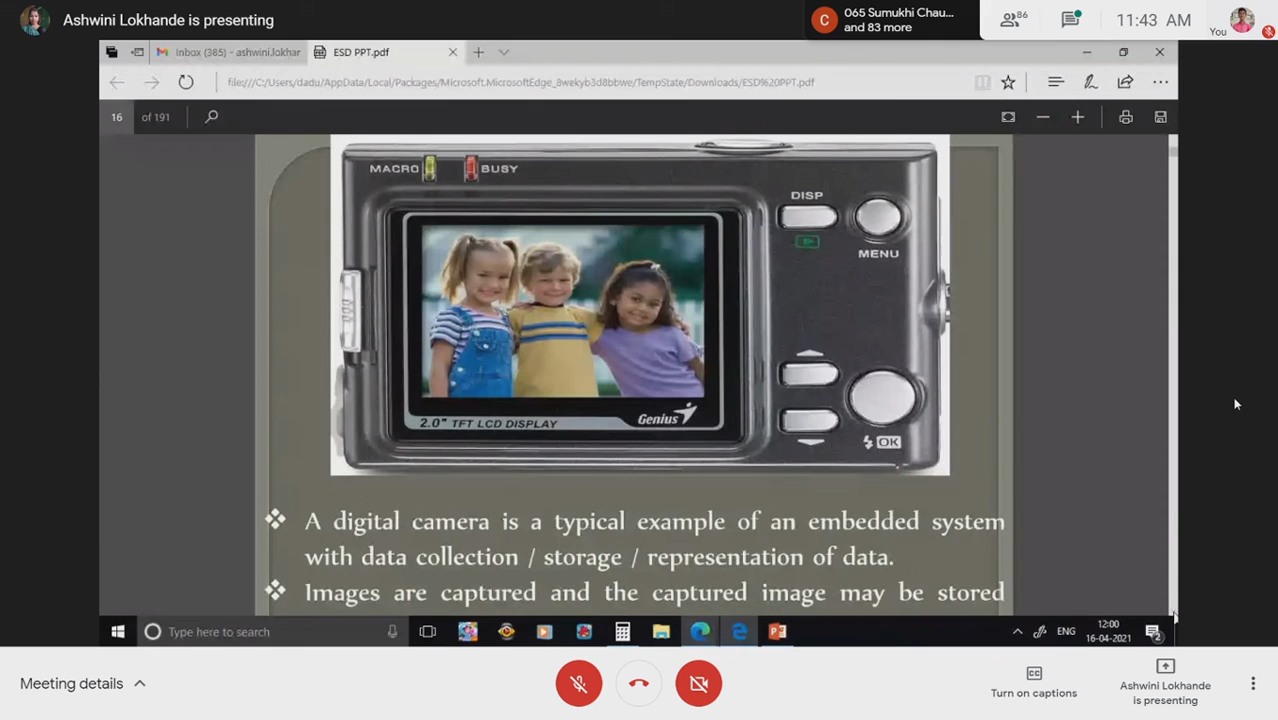 Ashwini Lokhande is presenting
065 Sumukhi Chau...
and 83 more
86
11:43 AM
You
Inbox (385) - ashwini.lokhar
ESD PPT.pdf
file:///C:/Users/dadu/AppData/Local/Packages/Microsoft.MicrosoftEdge_8wekyb3d8bbwe/TempState/Downloads/ESD%20PPT.pdf
16 of 191
MACRO BUSY
DISP
MENU
2.0" TFT LCD DISPLAY Genius
OK
A digital camera is a typical example of an embedded system
with data collection / storage / representation of data.
Images are captured and the captured image may be stored
Type here to search
ENG
12:00
16-04-2021
2
Meeting details
Turn on captions
Ashwini Lokhande
is presenting